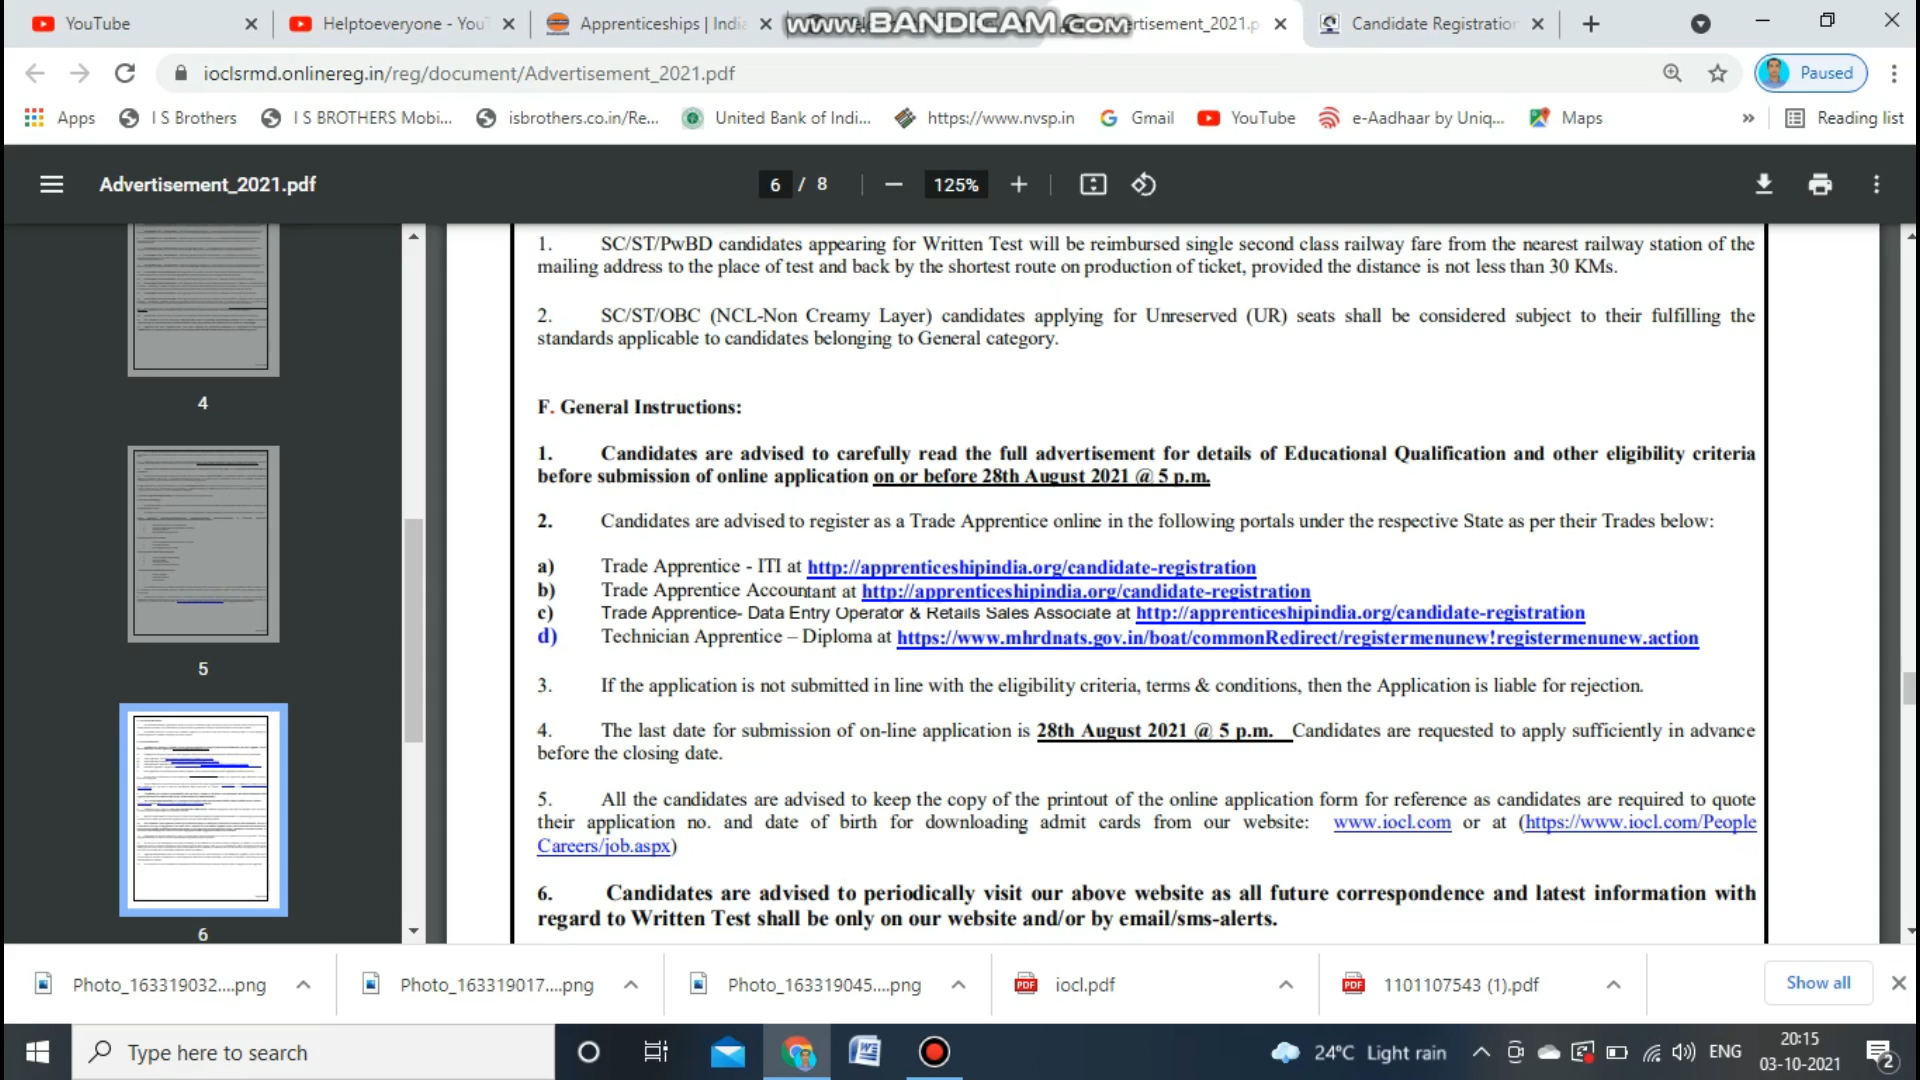 YouTube
Helptoeveryone - YouT
Apprenticeships | India
www.BANDICAM.com
rtisement_2021.p
Candidate Registration
ioclsrmd.onlinereg.in/reg/document/Advertisement_2021.pdf
Paused
Apps
I S Brothers
I S BROTHERS Mobi...
isbrothers.co.in/Re...
United Bank of Indi...
https://www.nvsp.in
Gmail
YouTube
e-Aadhaar by Uniq...
Maps
»
Reading list
Advertisement_2021.pdf
6 / 8
125%
4
5
6
1. SC/ST/PwBD candidates appearing for Written Test will be reimbursed single second class railway fare from the nearest railway station of the
mailing address to the place of test and back by the shortest route on production of ticket, provided the distance is not less than 30 KMs.
2. SC/ST/OBC (NCL-Non Creamy Layer) candidates applying for Unreserved (UR) seats shall be considered subject to their fulfilling the
standards applicable to candidates belonging to General category.
F. General Instructions:
1. Candidates are advised to carefully read the full advertisement for details of Educational Qualification and other eligibility criteria
before submission of online application on or before 28th August 2021 @ 5 p.m.
2. Candidates are advised to register as a Trade Apprentice online in the following portals under the respective State as per their Trades below:
a) Trade Apprentice - ITI at http://apprenticeshipindia.org/candidate-registration
b) Trade Apprentice Accountant at http://apprenticeshipindia.org/candidate-registration
c) Trade Apprentice- Data Entry Operator & Retails Sales Associate at http://apprenticeshipindia.org/candidate-registration
d) Technician Apprentice – Diploma at https://www.mhrdnats.gov.in/boat/commonRedirect/registermenunew!registermenunew.action
3. If the application is not submitted in line with the eligibility criteria, terms & conditions, then the Application is liable for rejection.
4. The last date for submission of on-line application is 28th August 2021 @ 5 p.m. Candidates are requested to apply sufficiently in advance
before the closing date.
5. All the candidates are advised to keep the copy of the printout of the online application form for reference as candidates are required to quote
their application no. and date of birth for downloading admit cards from our website: www.iocl.com or at (https://www.iocl.com/People
Careers/job.aspx)
6. Candidates are advised to periodically visit our above website as all future correspondence and latest information with
regard to Written Test shall be only on our website and/or by email/sms-alerts.
Photo_163319032....png
Photo_163319017....png
Photo_163319045....png
iocl.pdf
1101107543 (1).pdf
Show all
Type here to search
24°C Light rain
ENG
20:15
03-10-2021
2